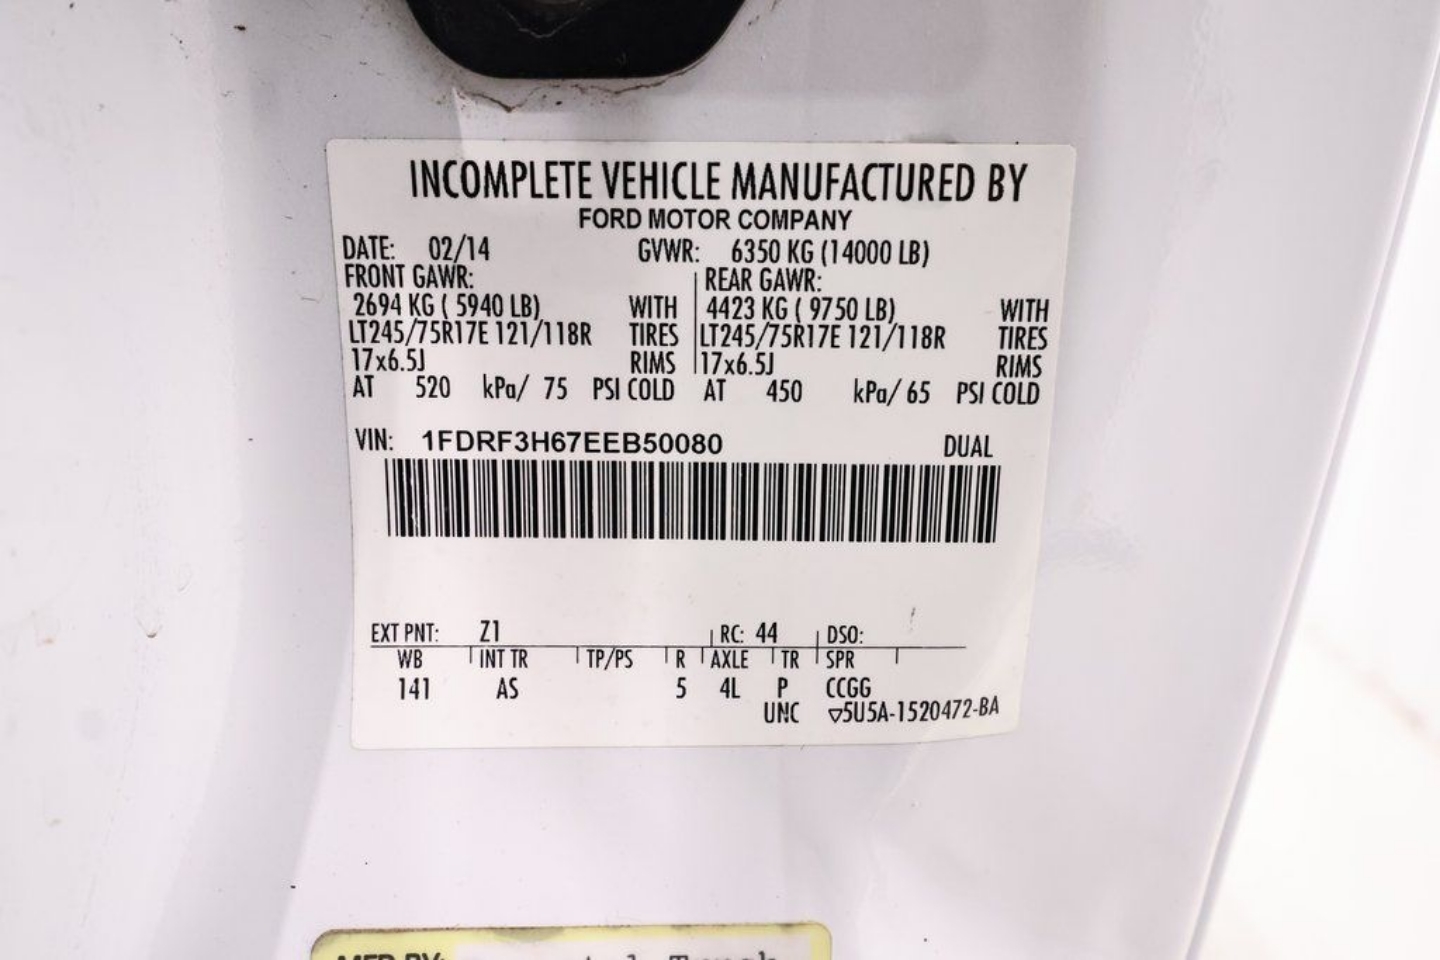 INCOMPLETE VEHICLE MANUFACTURED BY
FORD MOTOR COMPANY
DATE: 02/14 GVWR: 6350 KG (14000 LB)
FRONT GAWR: REAR GAWR:
2694 KG ( 5940 LB) WITH 4423 KG ( 9750 LB) WITH
LT245/75R17E 121/118R TIRES LT245/75R17E 121/118R TIRES
17x6.5J RIMS 17x6.5J RIMS
AT 520 kPa/ 75 PSI COLD AT 450 kPa/ 65 PSI COLD
VIN: 1FDRF3H67EEB50080 DUAL
EXT PNT: Z1 RC: 44 DSO:
WB INT TR TP/PS R AXLE TR SPR
141 AS 5 4L P CCGG
UNC ▽5U5A-1520472-BA
MFD BY: